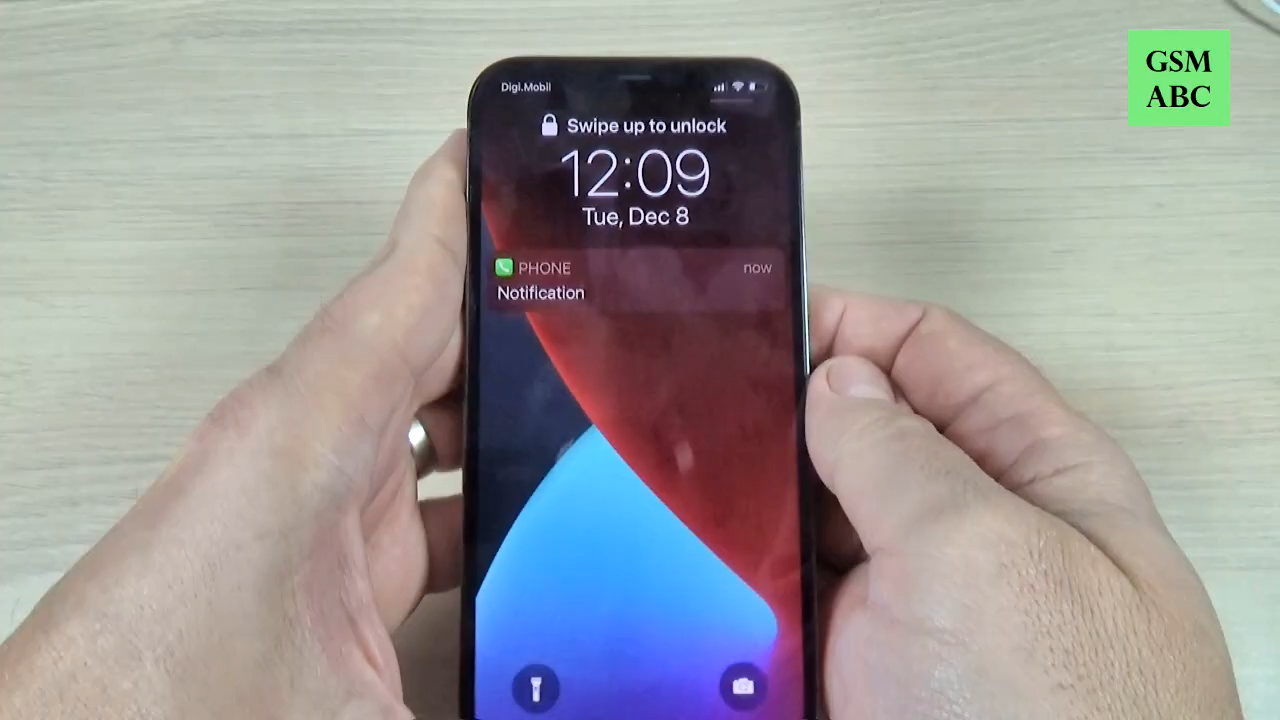 GSM
ABC
Digi.Mobil
Swipe up to unlock
12:09
Tue, Dec 8
PHONE
now
Notification